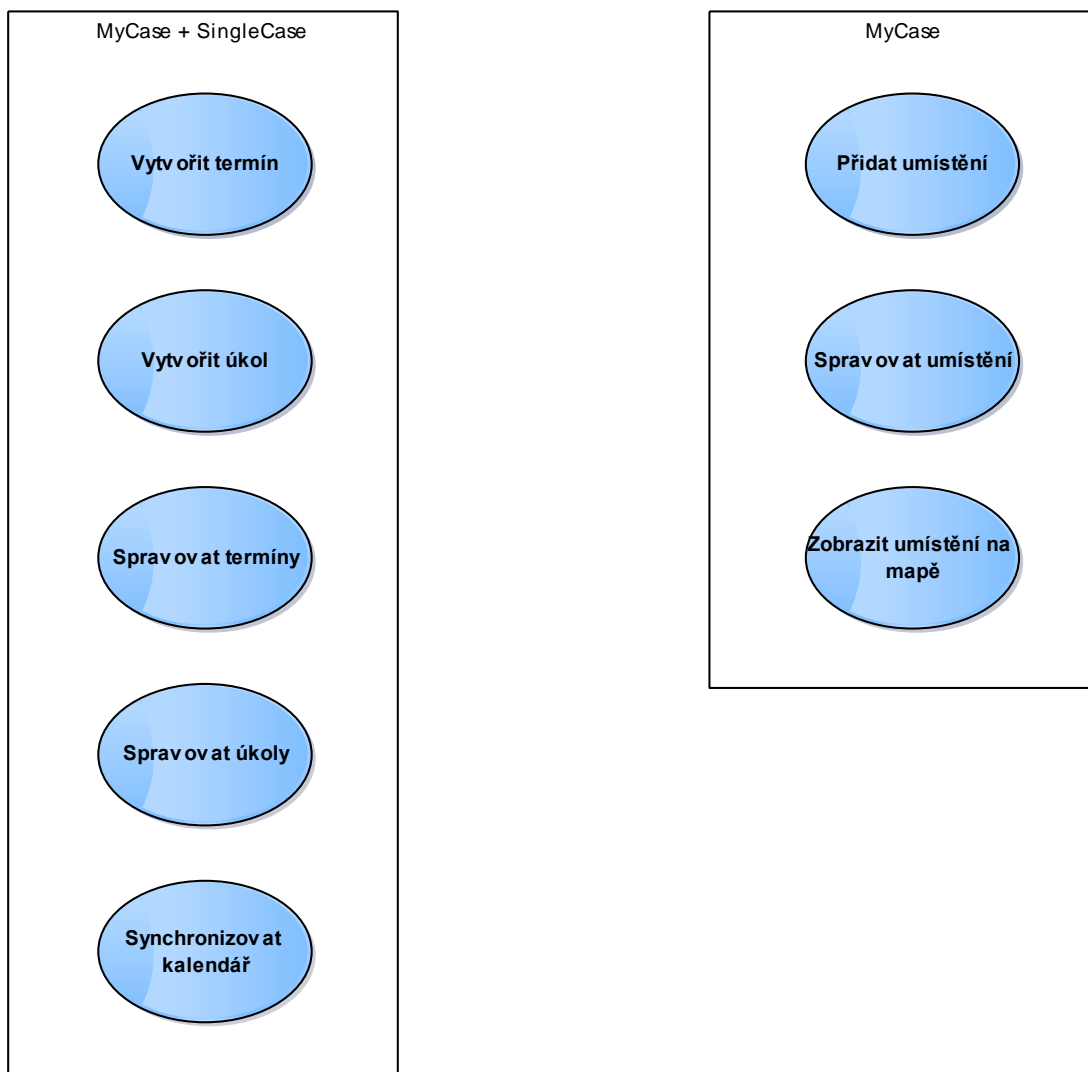 MyCase + SingleCase
Vytvořit termín
Vytvořit úkol
Spravovat termíny
Spravovat úkoly
Synchronizovat
kalendář
MyCase
Přidat umístění
Spravovat umístění
Zobrazit umístění na
mapě